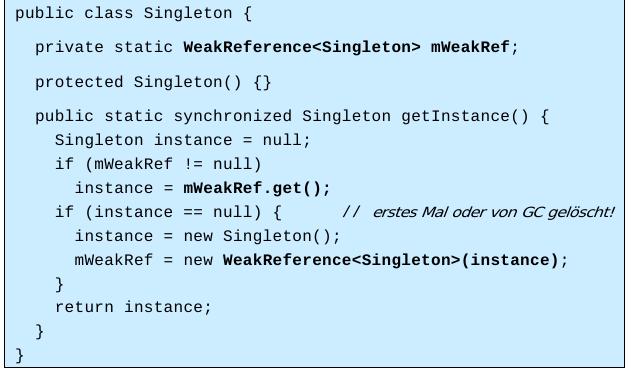 public class Singleton {
private static WeakReference<Singleton> mWeakRef;
protected Singleton() {}
public static synchronized Singleton getInstance() {
Singleton instance = null;
if (mWeakRef != null)
instance = mWeakRef.get();
if (instance == null) { // erstes Mal oder von GC gelöscht!
instance = new Singleton();
mWeakRef = new WeakReference<Singleton>(instance);
}
return instance;
}
}